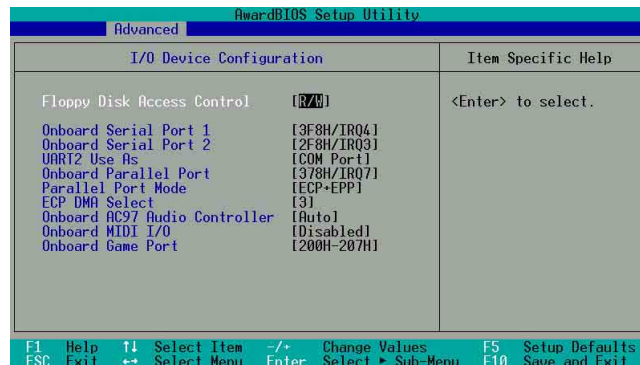 AwardBIOS Setup Utility
Advanced
I/O Device Configuration
Item Specific Help
Floppy Disk Access Control [R/W]
<Enter> to select.
Onboard Serial Port 1 [3F8H/IRQ4]
Onboard Serial Port 2 [2F8H/IRQ3]
UART2 Use As [COM Port]
Onboard Parallel Port [378H/IRQ7]
Parallel Port Mode [ECP+EPP]
ECP DMA Select [3]
Onboard AC97 Audio Controller [Auto]
Onboard MIDI I/O [Disabled]
Onboard Game Port [200H-207H]
F1 Help ↑↓ Select Item -/+ Change Values F5 Setup Defaults
ESC Exit ←→ Select Menu Enter Select ► Sub-Menu F10 Save and Exit